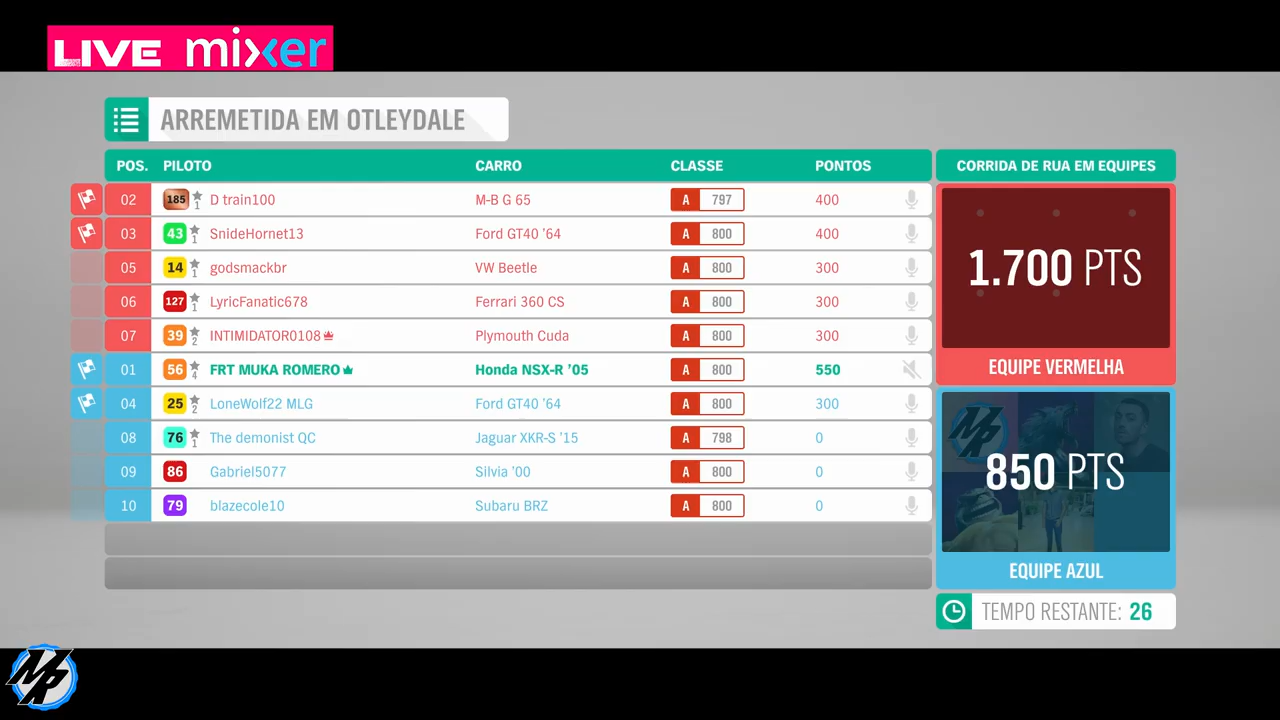 LIVE mixer
ARREMETIDA EM OTLEYDALE
POS. PILOTO CARRO CLASSE PONTOS
02 185 1 D train100 M-B G 65 A 797 400
03 43 1 SnideHornet13 Ford GT40 '64 A 800 400
05 14 1 godsmackbr VW Beetle A 800 300
06 127 1 LyricFanatic678 Ferrari 360 CS A 800 300
07 39 2 INTIMIDATOR0108 Plymouth Cuda A 800 300
01 56 4 FRT MUKA ROMERO Honda NSX-R '05 A 800 550
04 25 2 LoneWolf22 MLG Ford GT40 '64 A 800 300
08 76 1 The demonist QC Jaguar XKR-S '15 A 798 0
09 86 Gabriel5077 Silvia '00 A 800 0
10 79 blazecole10 Subaru BRZ A 800 0
CORRIDA DE RUA EM EQUIPES
1.700 PTS
EQUIPE VERMELHA
850 PTS
EQUIPE AZUL
TEMPO RESTANTE: 26
MR